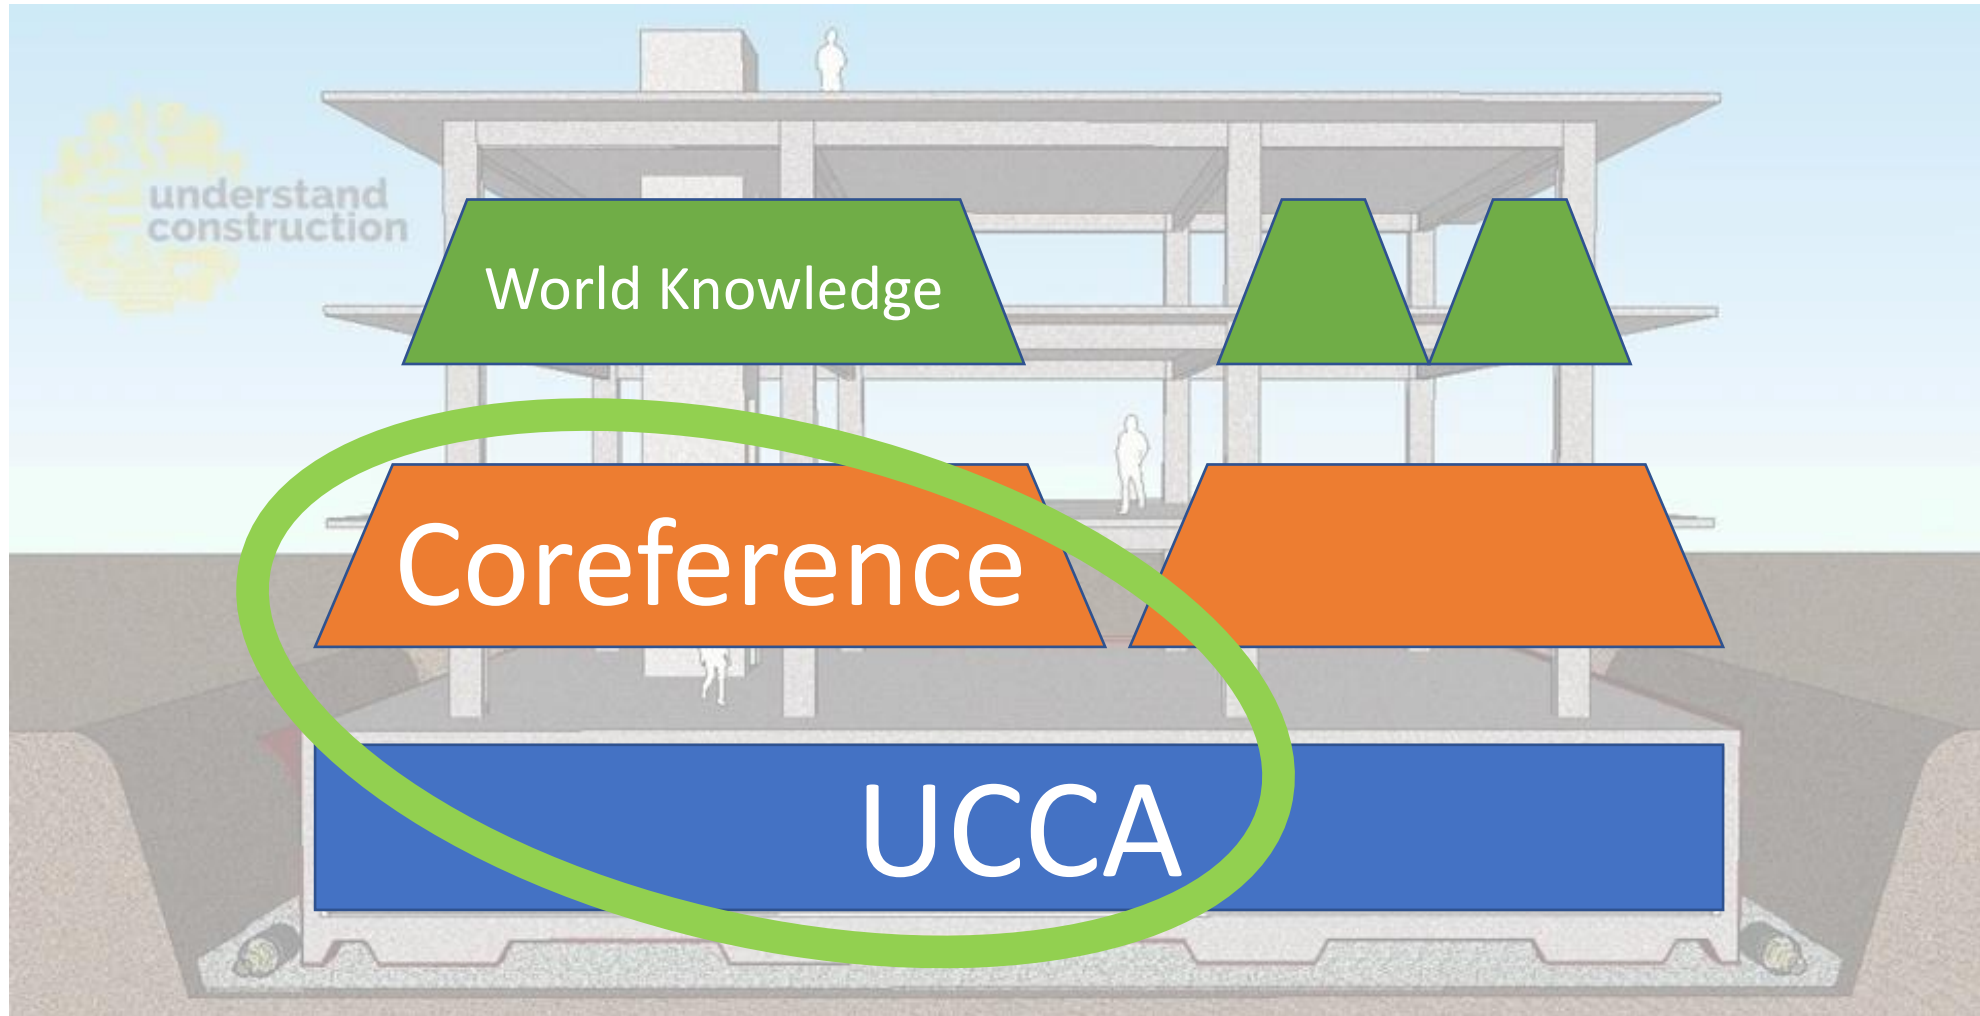 understand
construction
World Knowledge
Coreference
UCCA